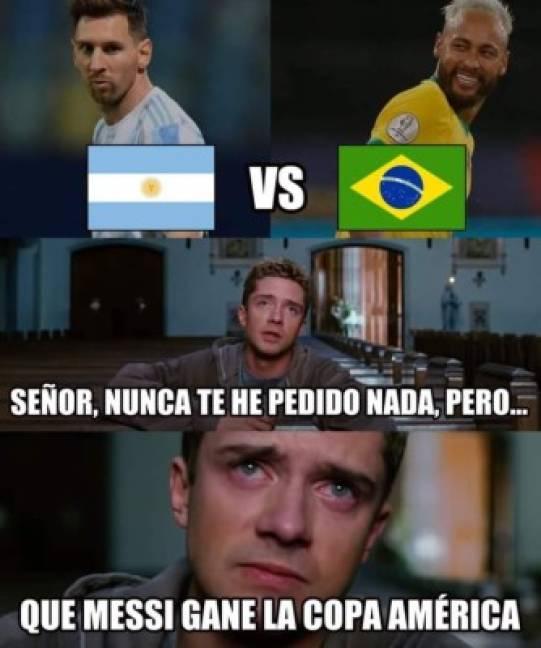 VS
SEÑOR, NUNCA TE HE PEDIDO NADA, PERO...
QUE MESSI GANE LA COPA AMÉRICA